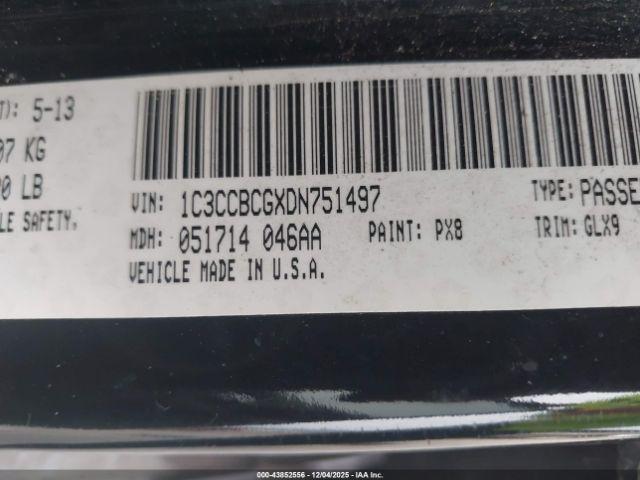 T): 5-13
07 KG
0 LB
LE SAFETY.
VIN: 1C3CCBCGXDN751497
TYPE: PASSE
MDH: 051714 046AA
PAINT: PX8
TRIM: GLX9
VEHICLE MADE IN U.S.A.
000-43852556 - 12/04/2025 - IAA Inc.